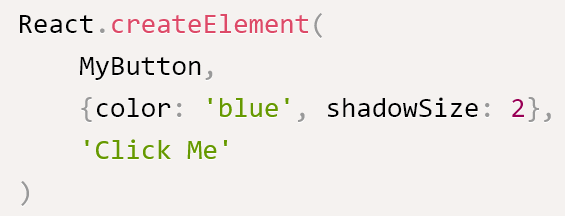 React.createElement(
MyButton,
{color: 'blue', shadowSize: 2},
'Click Me'
)